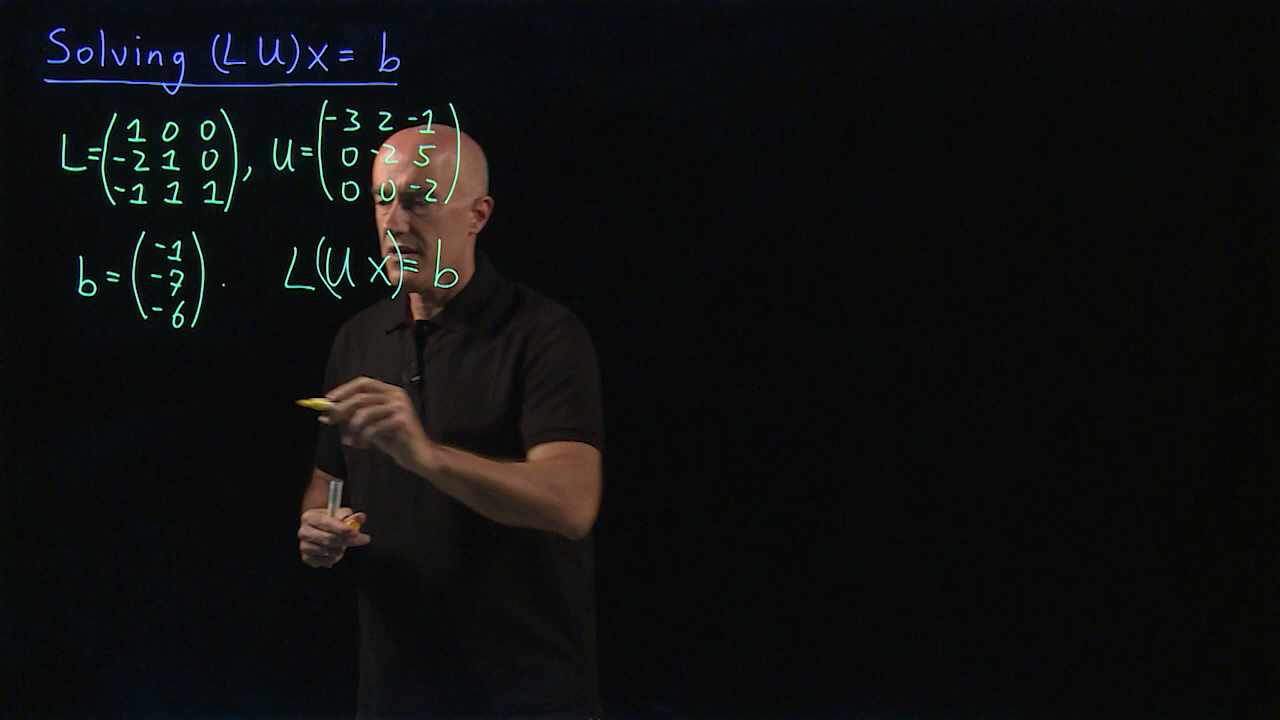 Solving (LU)x = b
L = (1 0 0
-2 1 0
-1 1 1), U = (-3 2 -1
0 -2 5
0 0 -2)
b = (-1
-7
-6). L(Ux) = b